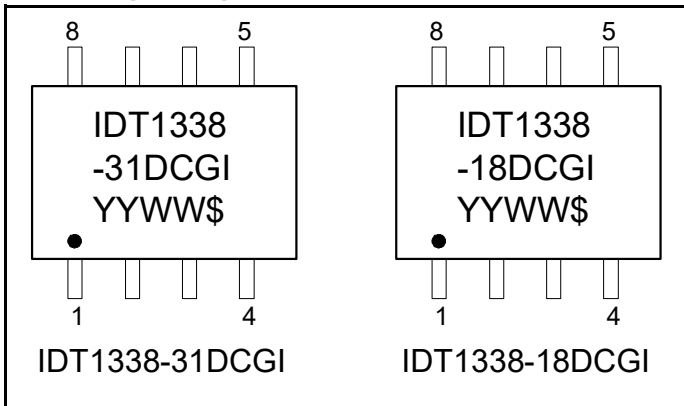 8 5 8 5
IDT1338 IDT1338
-31DCGI -18DCGI
YYWW$ YYWW$
1 4 1 4
IDT1338-31DCGI IDT1338-18DCGI